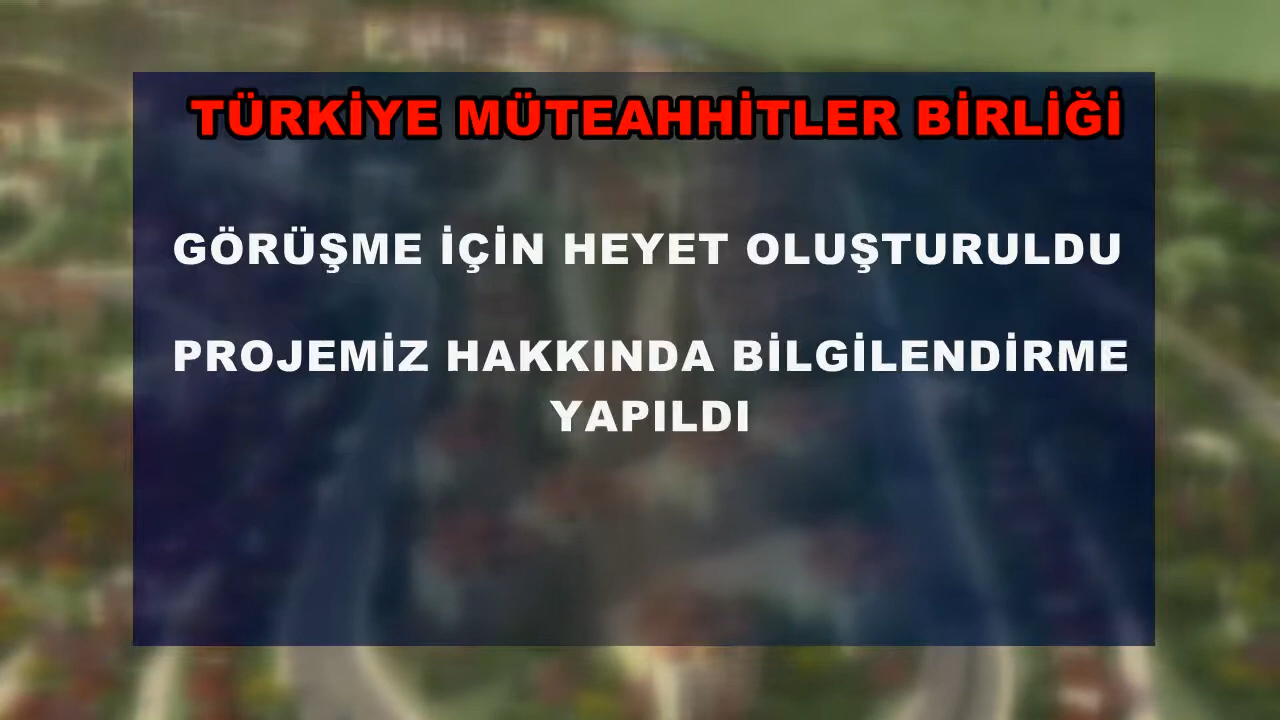 TÜRKİYE MÜTEAHHİTLER BİRLİĞİ
GÖRÜŞME İÇİN HEYET OLUŞTURULDU
PROJEMİZ HAKKINDA BİLGİLENDİRME
YAPILDI